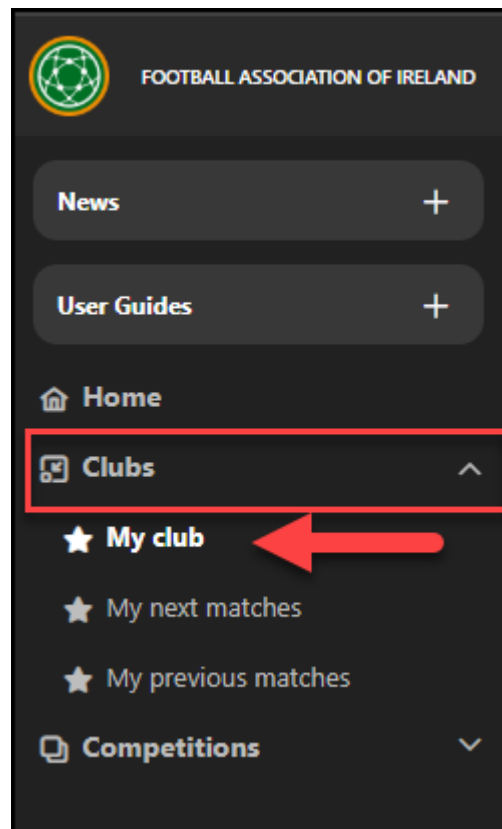 FOOTBALL ASSOCIATION OF IRELAND
News
User Guides
Home
Clubs
My club
My next matches
My previous matches
Competitions